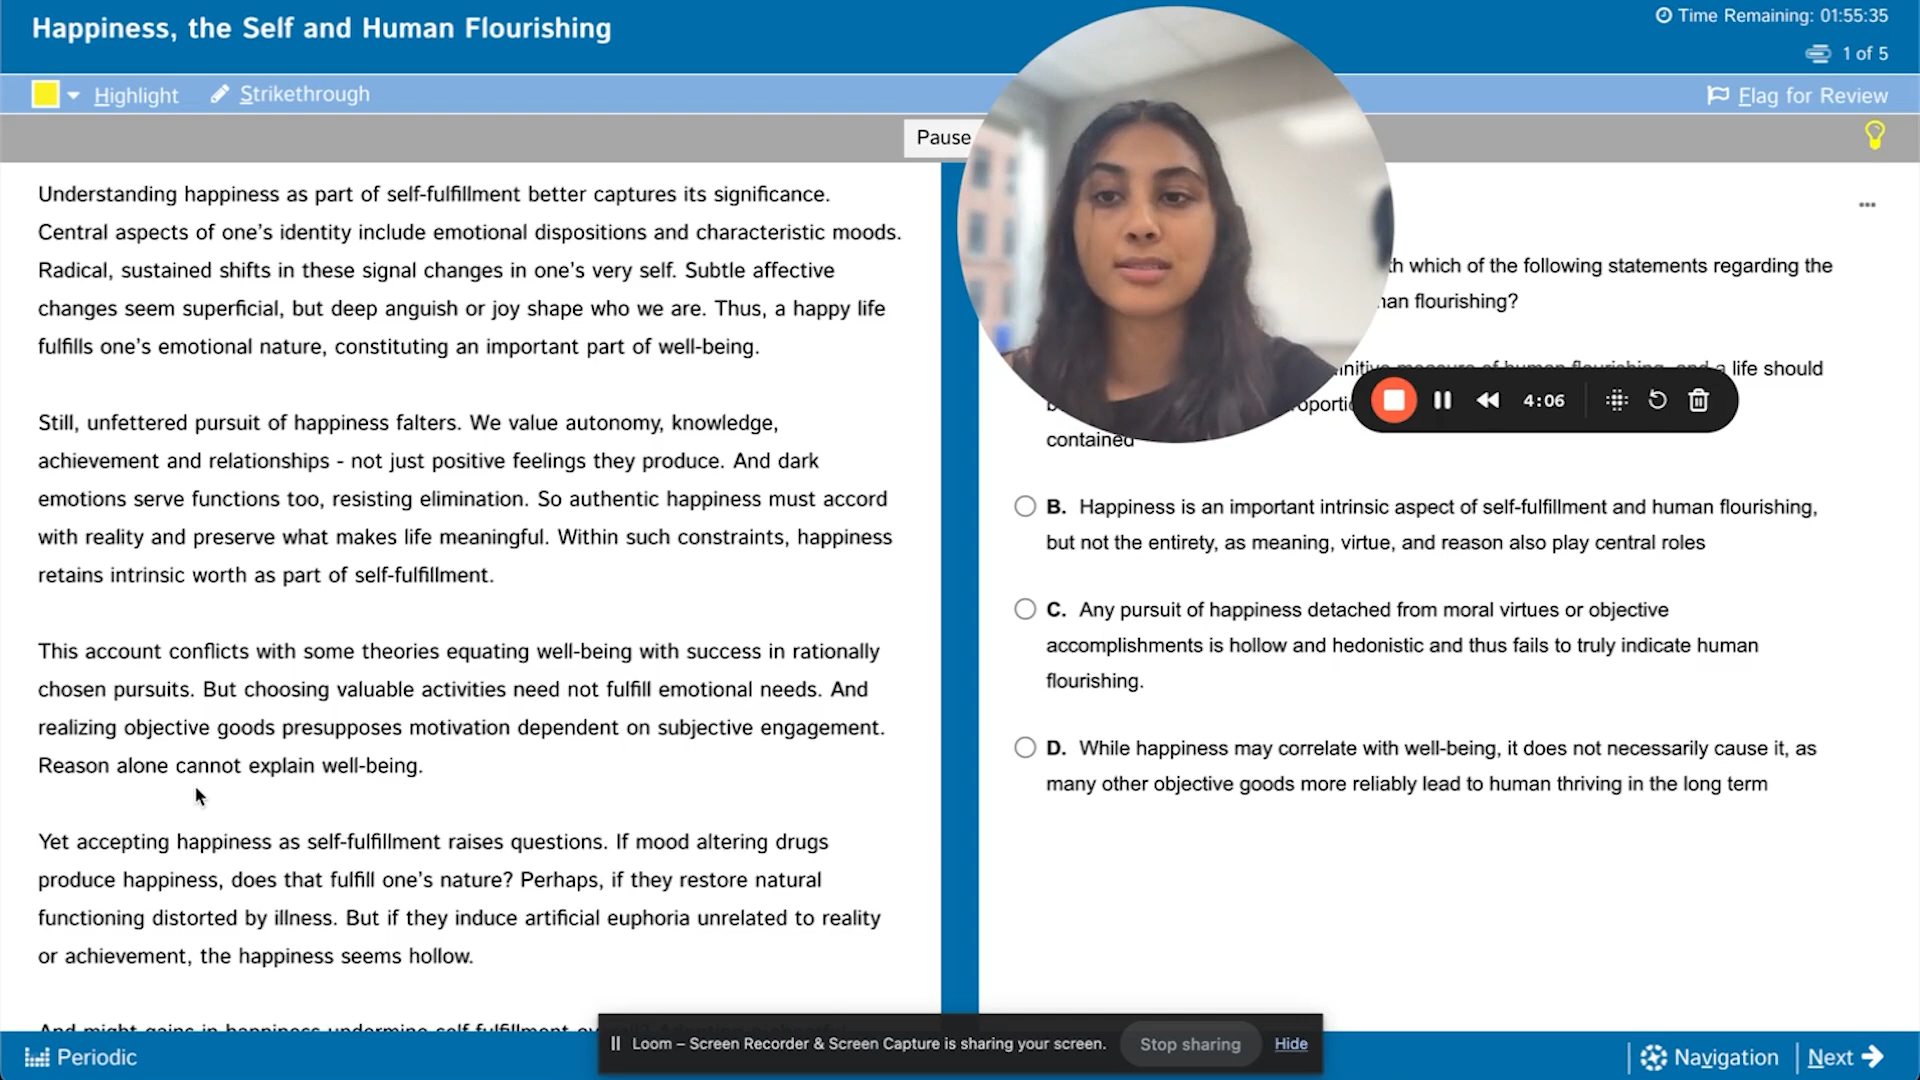 Happiness, the Self and Human Flourishing
Time Remaining: 01:55:35
1 of 5
Highlight
Strikethrough
Flag for Review
Pause
Understanding happiness as part of self-fulfillment better captures its significance.
Central aspects of one's identity include emotional dispositions and characteristic moods.
Radical, sustained shifts in these signal changes in one's very self. Subtle affective
changes seem superficial, but deep anguish or joy shape who we are. Thus, a happy life
fulfills one's emotional nature, constituting an important part of well-being.
Still, unfettered pursuit of happiness falters. We value autonomy, knowledge,
achievement and relationships - not just positive feelings they produce. And dark
emotions serve functions too, resisting elimination. So authentic happiness must accord
with reality and preserve what makes life meaningful. Within such constraints, happiness
retains intrinsic worth as part of self-fulfillment.
This account conflicts with some theories equating well-being with success in rationally
chosen pursuits. But choosing valuable activities need not fulfill emotional needs. And
realizing objective goods presupposes motivation dependent on subjective engagement.
Reason alone cannot explain well-being.
Yet accepting happiness as self-fulfillment raises questions. If mood altering drugs
produce happiness, does that fulfill one's nature? Perhaps, if they restore natural
functioning distorted by illness. But if they induce artificial euphoria unrelated to reality
or achievement, the happiness seems hollow.
And might gains in happiness undermine self-fulfillment
which of the following statements regarding the
flourishing?
measure of human flourishing, and a life should
contained
4:06
B. Happiness is an important intrinsic aspect of self-fulfillment and human flourishing,
but not the entirety, as meaning, virtue, and reason also play central roles
C. Any pursuit of happiness detached from moral virtues or objective
accomplishments is hollow and hedonistic and thus fails to truly indicate human
flourishing.
D. While happiness may correlate with well-being, it does not necessarily cause it, as
many other objective goods more reliably lead to human thriving in the long term
Loom – Screen Recorder & Screen Capture is sharing your screen.
Stop sharing
Hide
Periodic
Navigation
Next